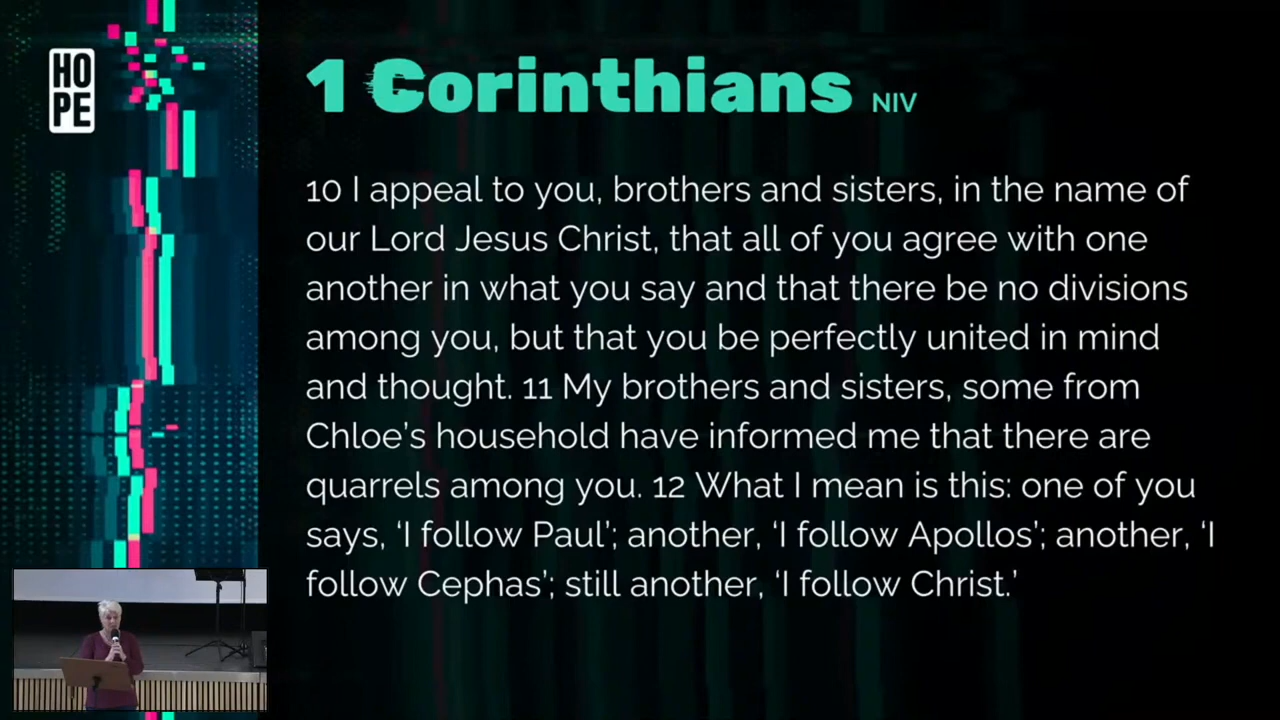 HO
PE
1 Corinthians NIV
10 I appeal to you, brothers and sisters, in the name of
our Lord Jesus Christ, that all of you agree with one
another in what you say and that there be no divisions
among you, but that you be perfectly united in mind
and thought. 11 My brothers and sisters, some from
Chloe’s household have informed me that there are
quarrels among you. 12 What I mean is this: one of you
says, ‘I follow Paul’; another, ‘I follow Apollos’; another, ‘I
follow Cephas’; still another, ‘I follow Christ.’